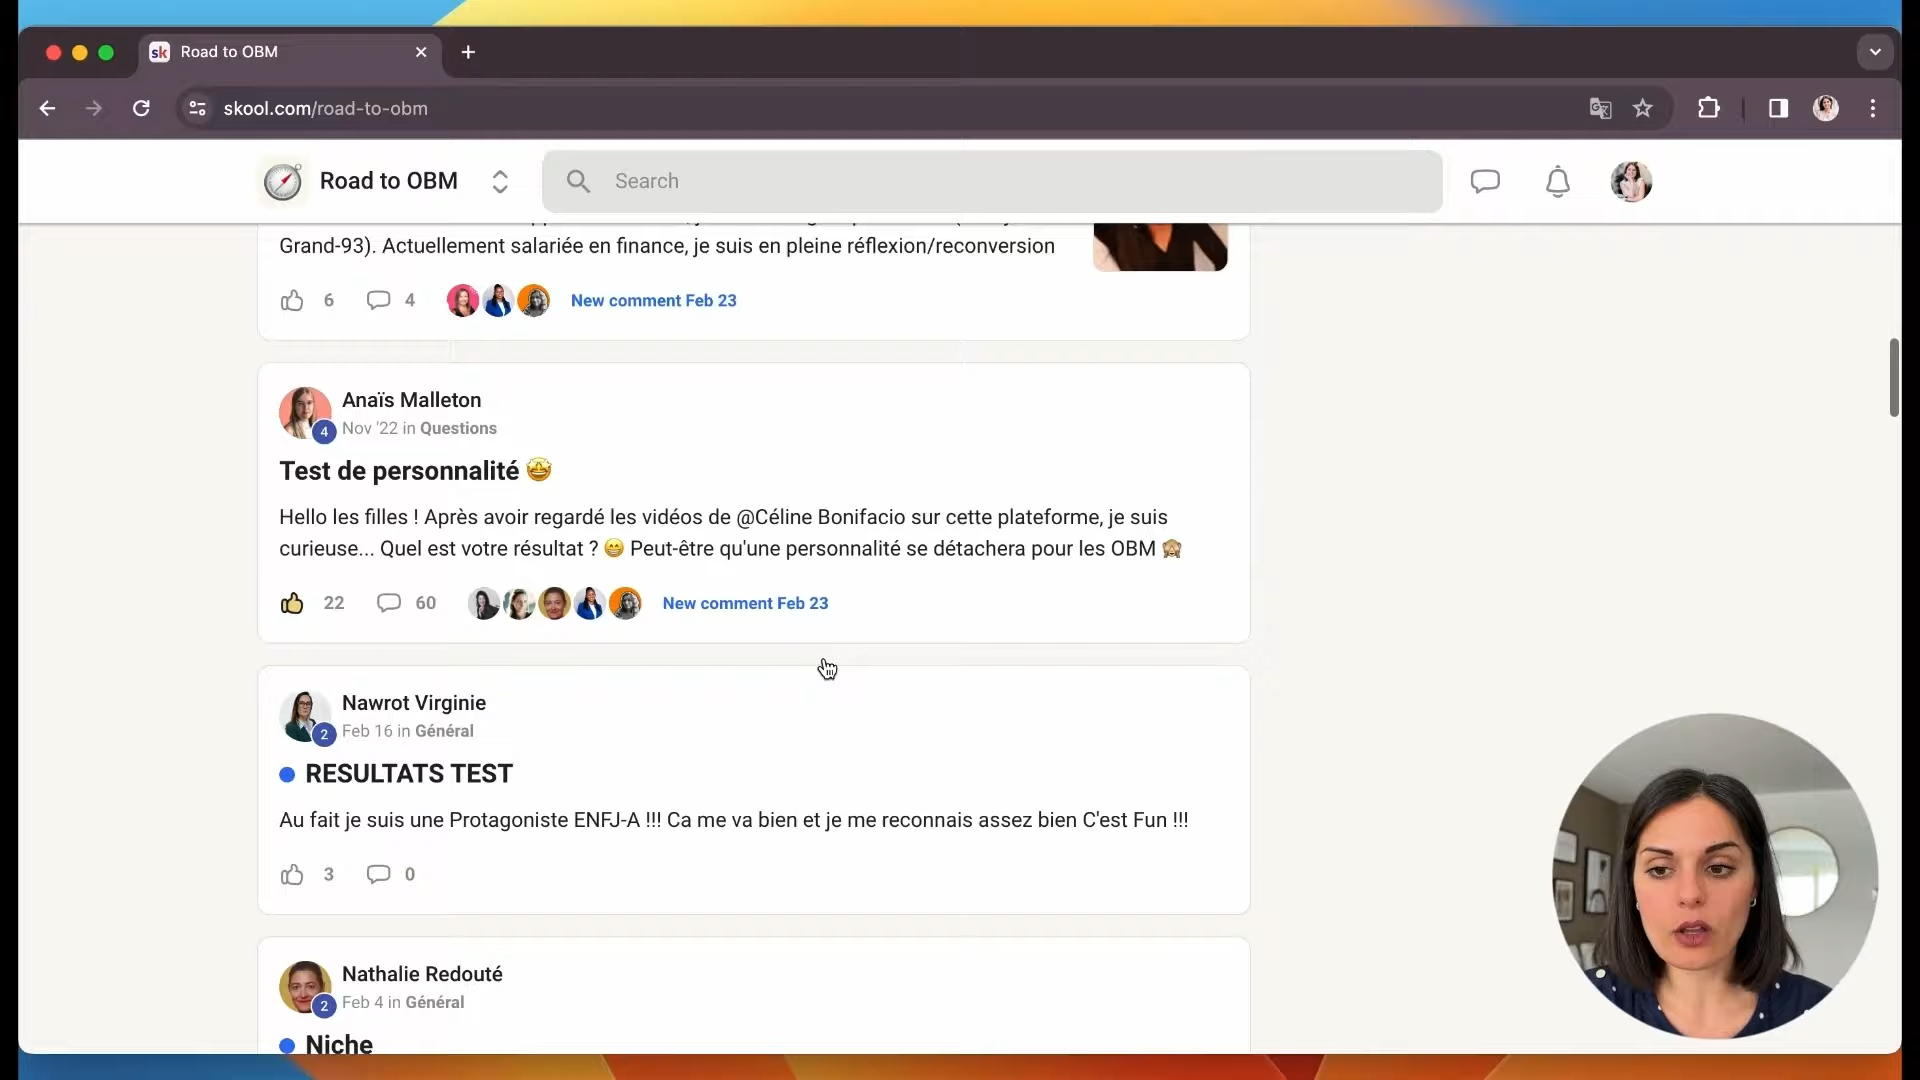 sk Road to OBM
skool.com/road-to-obm
Road to OBM
Search
Grand-93). Actuellement salariée en finance, je suis en pleine réflexion/reconversion
6 4 New comment Feb 23
Anaïs Malleton
4 Nov '22 in Questions
Test de personnalité 🤩
Hello les filles ! Après avoir regardé les vidéos de @Céline Bonifacio sur cette plateforme, je suis
curieuse... Quel est votre résultat ? 😁 Peut-être qu'une personnalité se détachera pour les OBM 🙈
22 60 New comment Feb 23
Nawrot Virginie
2 Feb 16 in Général
RESULTATS TEST
Au fait je suis une Protagoniste ENFJ-A !!! Ca me va bien et je me reconnais assez bien C'est Fun !!!
3 0
Nathalie Redouté
2 Feb 4 in Général
Niche